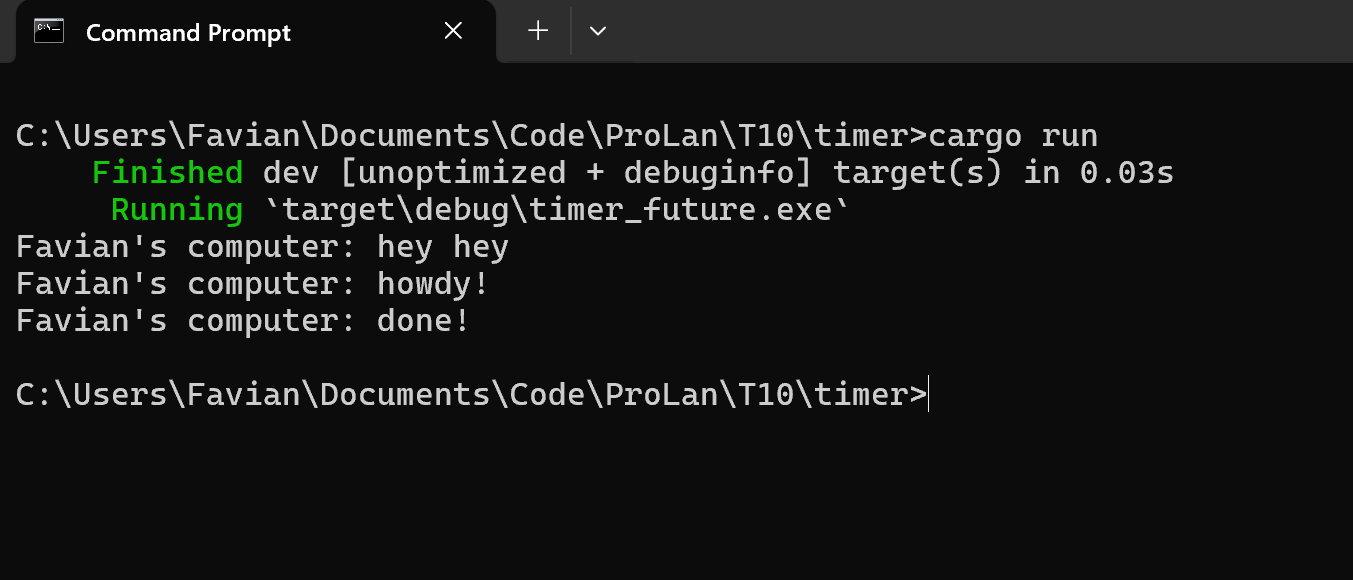 Command Prompt
C:\Users\Favian\Documents\Code\ProLan\T10\timer>cargo run
Finished dev [unoptimized + debuginfo] target(s) in 0.03s
Running `target\debug\timer_future.exe`
Favian's computer: hey hey
Favian's computer: howdy!
Favian's computer: done!
C:\Users\Favian\Documents\Code\ProLan\T10\timer>